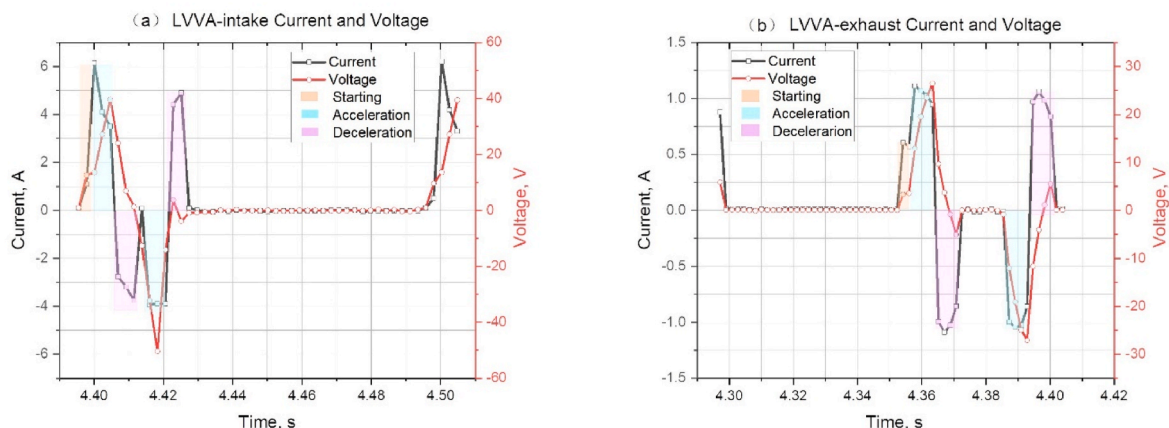 (a) LVVA-intake Current and Voltage
Current, A
6
4
2
0
-2
-4
-6
Current
Voltage
Starting
Acceleration
Deceleration
60
40
20
0
-20
-40
-60
Voltage, V
4.40 4.42 4.44 4.46 4.48 4.50
Time, s
(b) LVVA-exhaust Current and Voltage
Current, A
1.5
1.0
0.5
0.0
-0.5
-1.0
-1.5
Current
Voltage
Starting
Acceleration
Decelerarion
30
20
10
0
-10
-20
-30
Voltage, V
4.30 4.32 4.34 4.36 4.38 4.40 4.42
Time, s